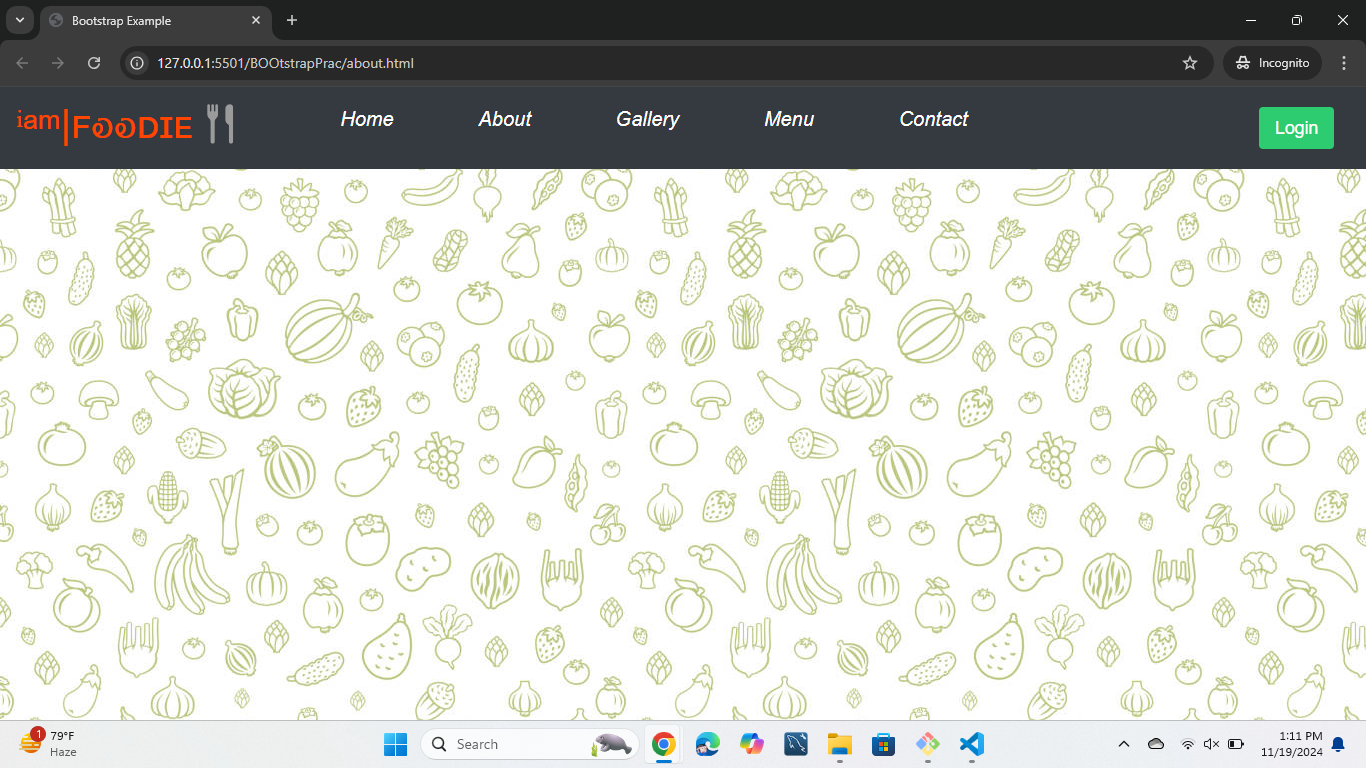 Bootstrap Example
127.0.0.1:5501/BOOtstrapPrac/about.html
Incognito
iam|FOODIE
Home About Gallery Menu Contact
Login
1
79°F
Haze
Search
1:11 PM
11/19/2024